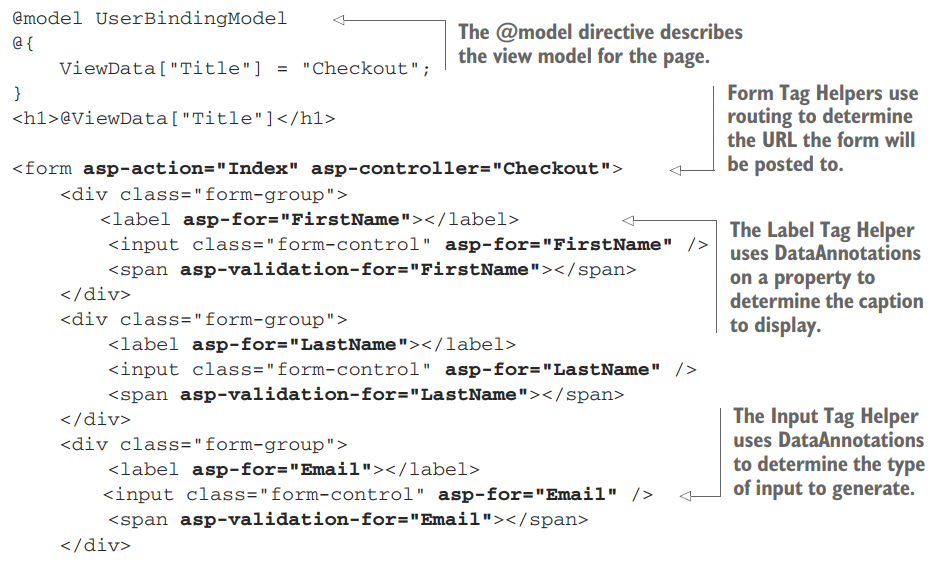 @model UserBindingModel
The @model directive describes
the view model for the page.
@{
    ViewData["Title"] = "Checkout";
}
<h1>@ViewData["Title"]</h1>
Form Tag Helpers use
routing to determine
the URL the form will
be posted to.
<form asp-action="Index" asp-controller="Checkout">
    <div class="form-group">
        <label asp-for="FirstName"></label>
        <input class="form-control" asp-for="FirstName" />
        <span asp-validation-for="FirstName"></span>
    </div>
The Label Tag Helper
uses DataAnnotations
on a property to
determine the caption
to display.
    <div class="form-group">
        <label asp-for="LastName"></label>
        <input class="form-control" asp-for="LastName" />
        <span asp-validation-for="LastName"></span>
    </div>
    <div class="form-group">
        <label asp-for="Email"></label>
        <input class="form-control" asp-for="Email" />
        <span asp-validation-for="Email"></span>
    </div>
The Input Tag Helper
uses DataAnnotations
to determine the type
of input to generate.